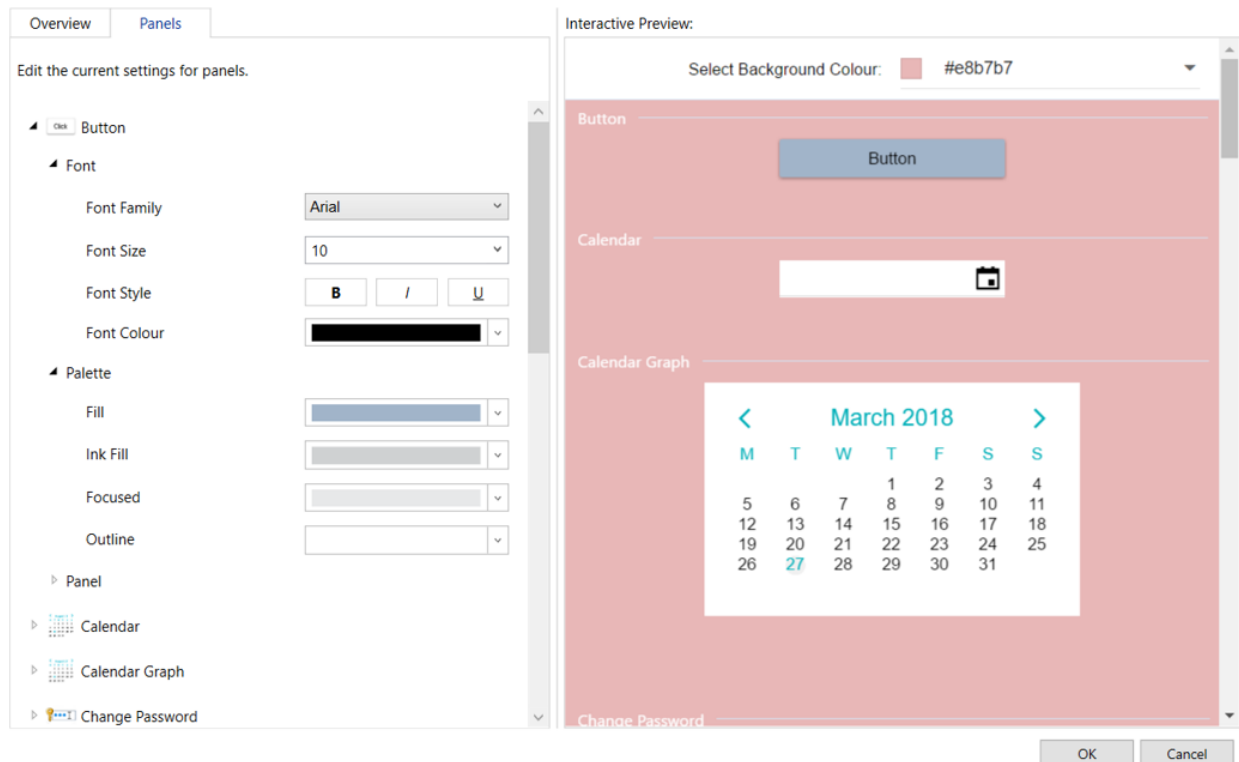 Overview Panels
Edit the current settings for panels.
Click Button
Font
Font Family Arial
Font Size 10
Font Style B I U
Font Colour
Palette
Fill
Ink Fill
Focused
Outline
Panel
Calendar
Calendar Graph
Change Password
Interactive Preview:
Select Background Colour: #e8b7b7
Button
Button
Calendar
Calendar Graph
March 2018
M T W T F S S
1 2 3 4
5 6 7 8 9 10 11
12 13 14 15 16 17 18
19 20 21 22 23 24 25
26 27 28 29 30 31
Change Password
OK Cancel